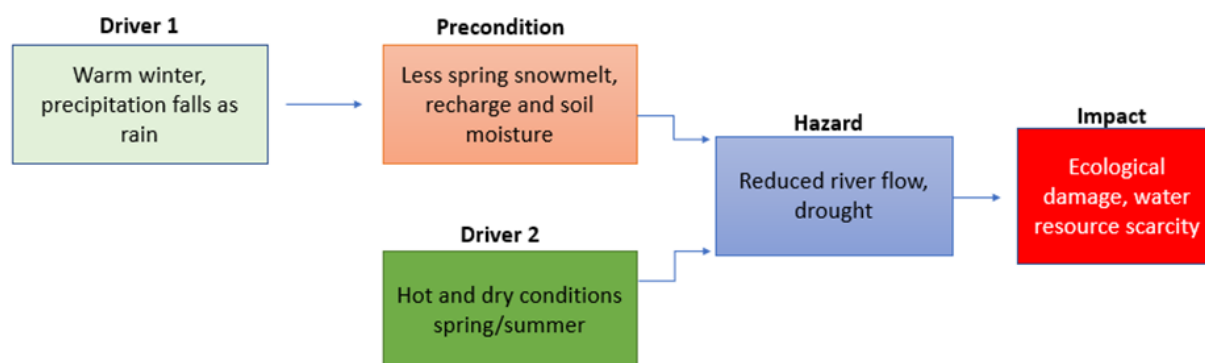 Driver 1
Warm winter,
precipitation falls as
rain
Precondition
Less spring snowmelt,
recharge and soil
moisture
Driver 2
Hot and dry conditions
spring/summer
Hazard
Reduced river flow,
drought
Impact
Ecological
damage, water
resource scarcity